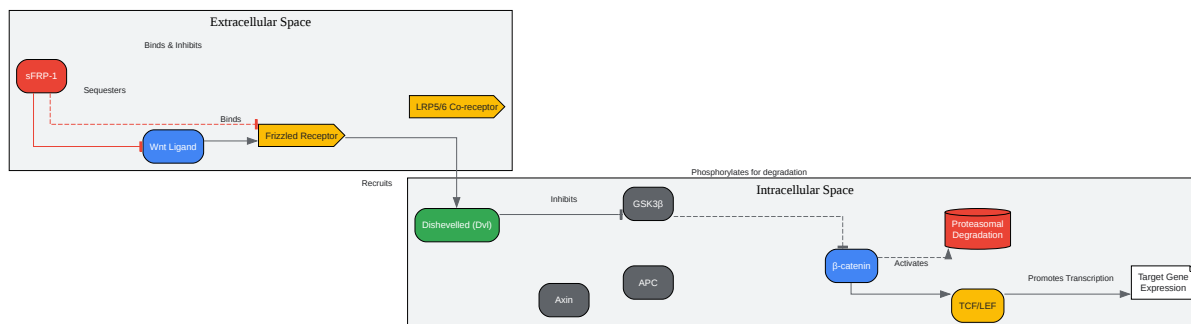 Extracellular Space
Binds & Inhibits
sFRP-1
Sequesters
LRP5/6 Co-receptor
Binds
Frizzled Receptor
Wnt Ligand
Phosphorylates for degradation
Recruits
Intracellular Space
Inhibits
GSK3β
Dishevelled (Dvl)
Proteasomal
Degradation
β-catenin
Activates
APC
Promotes Transcription
Target Gene
Expression
Axin
TCF/LEF